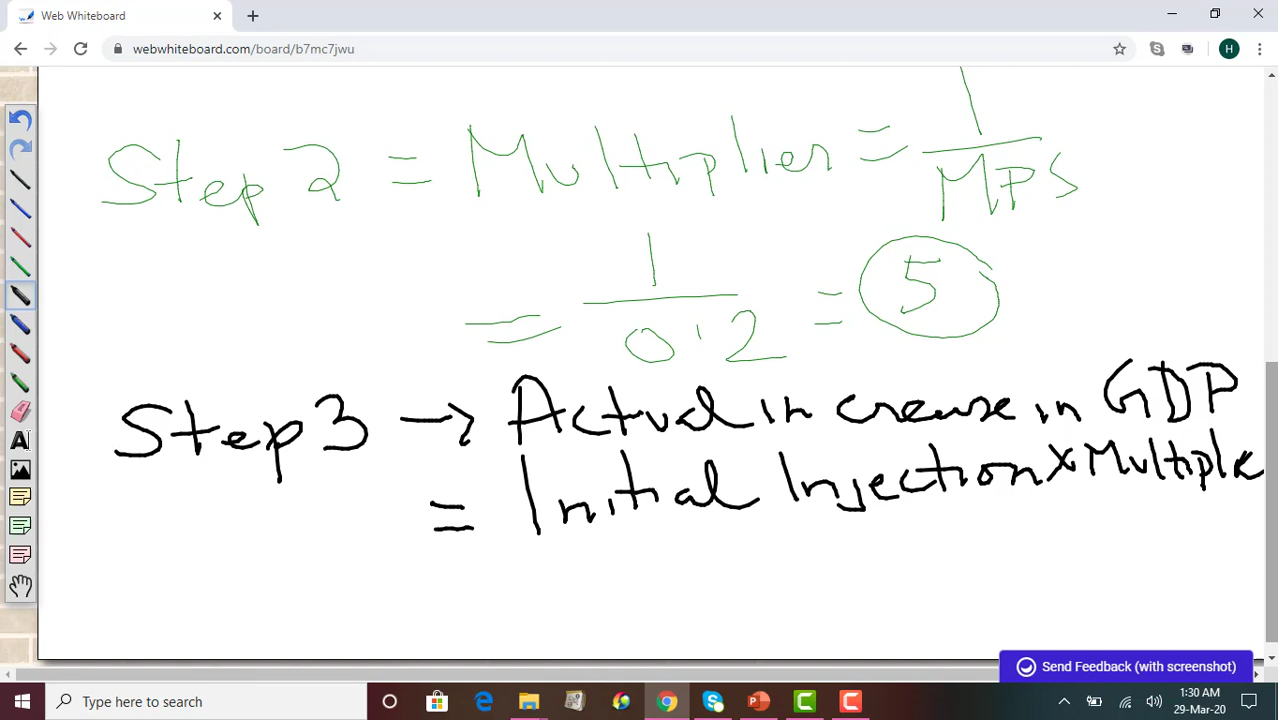 Web Whiteboard
webwhiteboard.com/board/b7mc7jwu
H
Step 2 = Multiplier = 1
MPS
= 1 = 5
0.2
Step 3 → Actual increase in GDP
= Initial Injection × Multiplie
A
Send Feedback (with screenshot)
Type here to search
1:30 AM
29-Mar-20